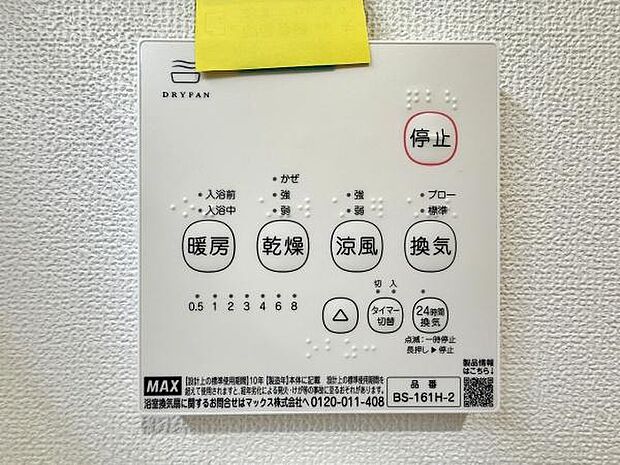 DRYFAN
停止
・かぜ
・入浴前 ・強 ・強 ・ブロー
・入浴中 ・弱 ・弱 ・標準
暖房 乾燥 涼風 換気
切 入
0.5 1 2 3 4 6 8
△
タイマー
切替
24時間
換気
点滅:一時停止
長押し▶停止
製品情報
はこちら↓
MAX
【設計上の標準使用期間】10年【製造年】本体に記載 設計上の標準使用期間を
超えて使用されますと、経年劣化による発火・けが等の事故に至るおそれがあります。
浴室換気扇に関するお問合せはマックス株式会社へ 0120-011-408
品番
BS-161H-2